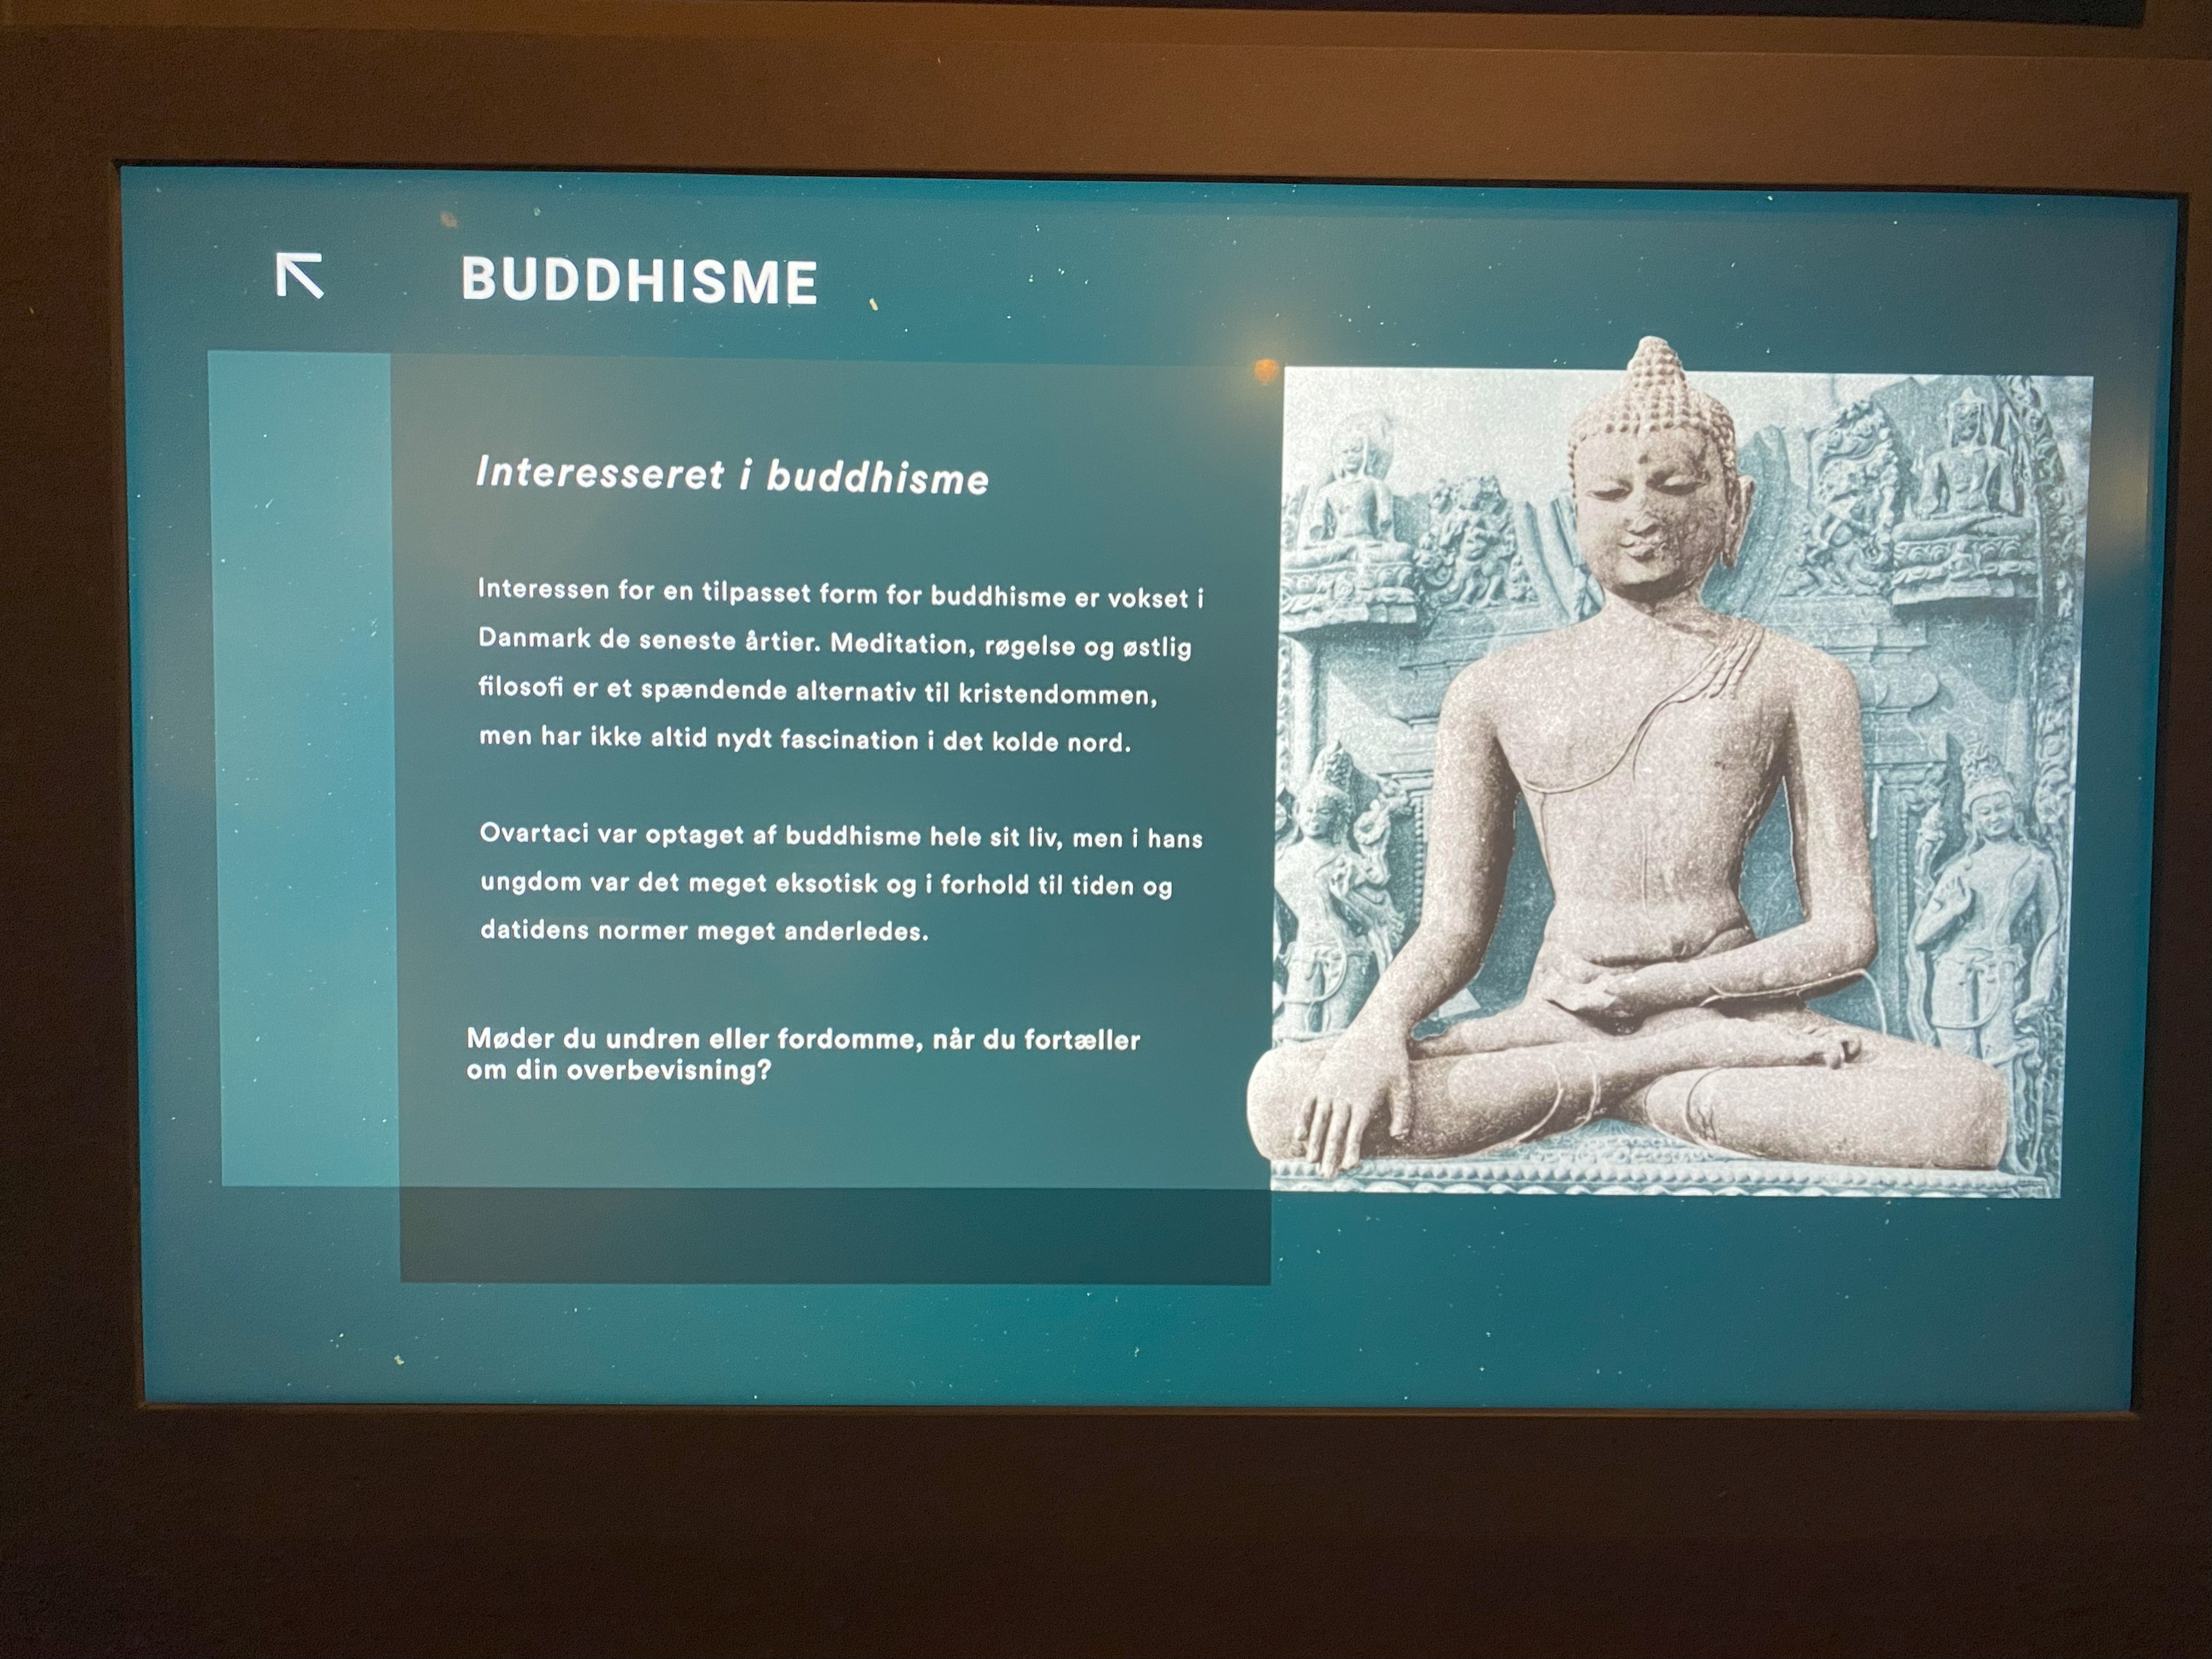 BUDDHISME
Interesseret i buddhisme
Interessen for en tilpasset form for buddhisme er vokset i
Danmark de seneste årtier. Meditation, røgelse og østlig
filosofi er et spændende alternativ til kristendommen,
men har ikke altid nydt fascination i det kolde nord.
Ovartaci var optaget af buddhisme hele sit liv, men i hans
ungdom var det meget eksotisk og i forhold til tiden og
datidens normer meget anderledes.
Møder du undren eller fordomme, når du fortæller
om din overbevisning?